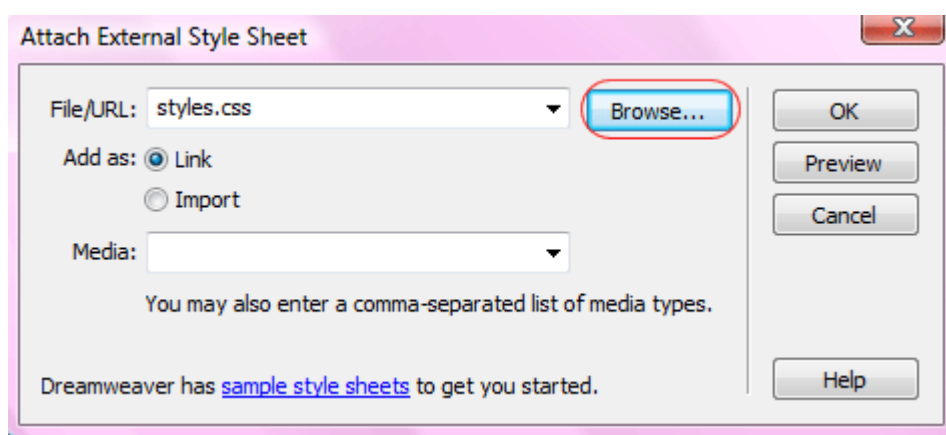 Attach External Style Sheet
X
File/URL: styles.css Browse... OK
Add as: Link Preview
Import Cancel
Media:
You may also enter a comma-separated list of media types.
Dreamweaver has sample style sheets to get you started. Help